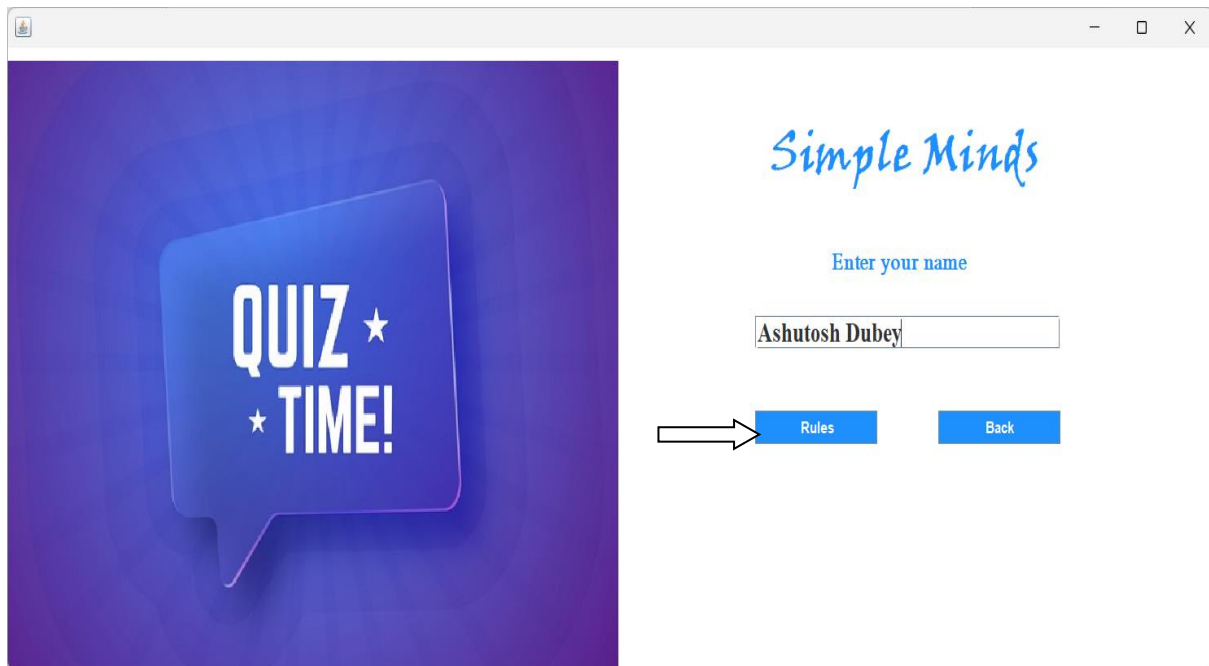 QUIZ
TIME!
Simple Minds
Enter your name
Ashutosh Dubey
Rules
Back